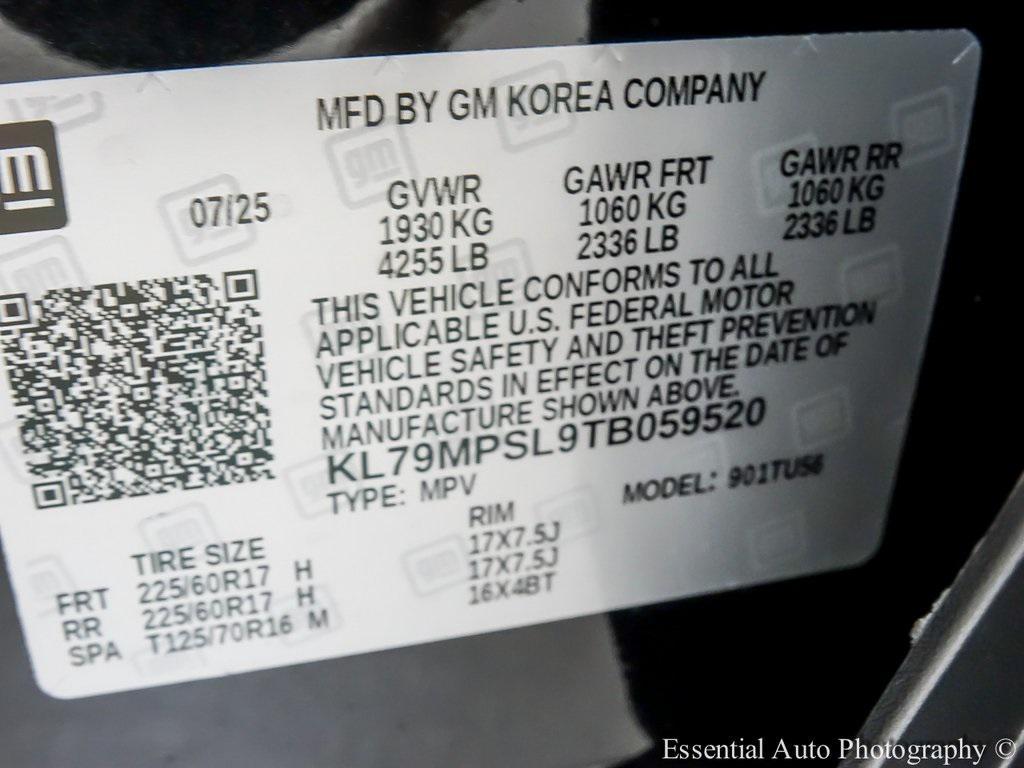 MFD BY GM KOREA COMPANY
07/25
GVWR
1930 KG
4255 LB
GAWR FRT
1060 KG
2336 LB
GAWR RR
1060 KG
2336 LB
THIS VEHICLE CONFORMS TO ALL
APPLICABLE U.S. FEDERAL MOTOR
VEHICLE SAFETY AND THEFT PREVENTION
STANDARDS IN EFFECT ON THE DATE OF
MANUFACTURE SHOWN ABOVE.
KL79MPSL9TB059520
TYPE: MPV
MODEL: 901TU56
TIRE SIZE RIM
FRT 225/60R17 H 17X7.5J
RR 225/60R17 H 17X7.5J
SPA T125/70R16 M 16X4BT
Essential Auto Photography ©